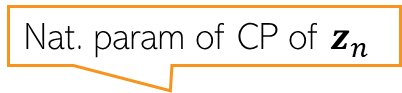 Nat. param of CP of 𝒛ₙ